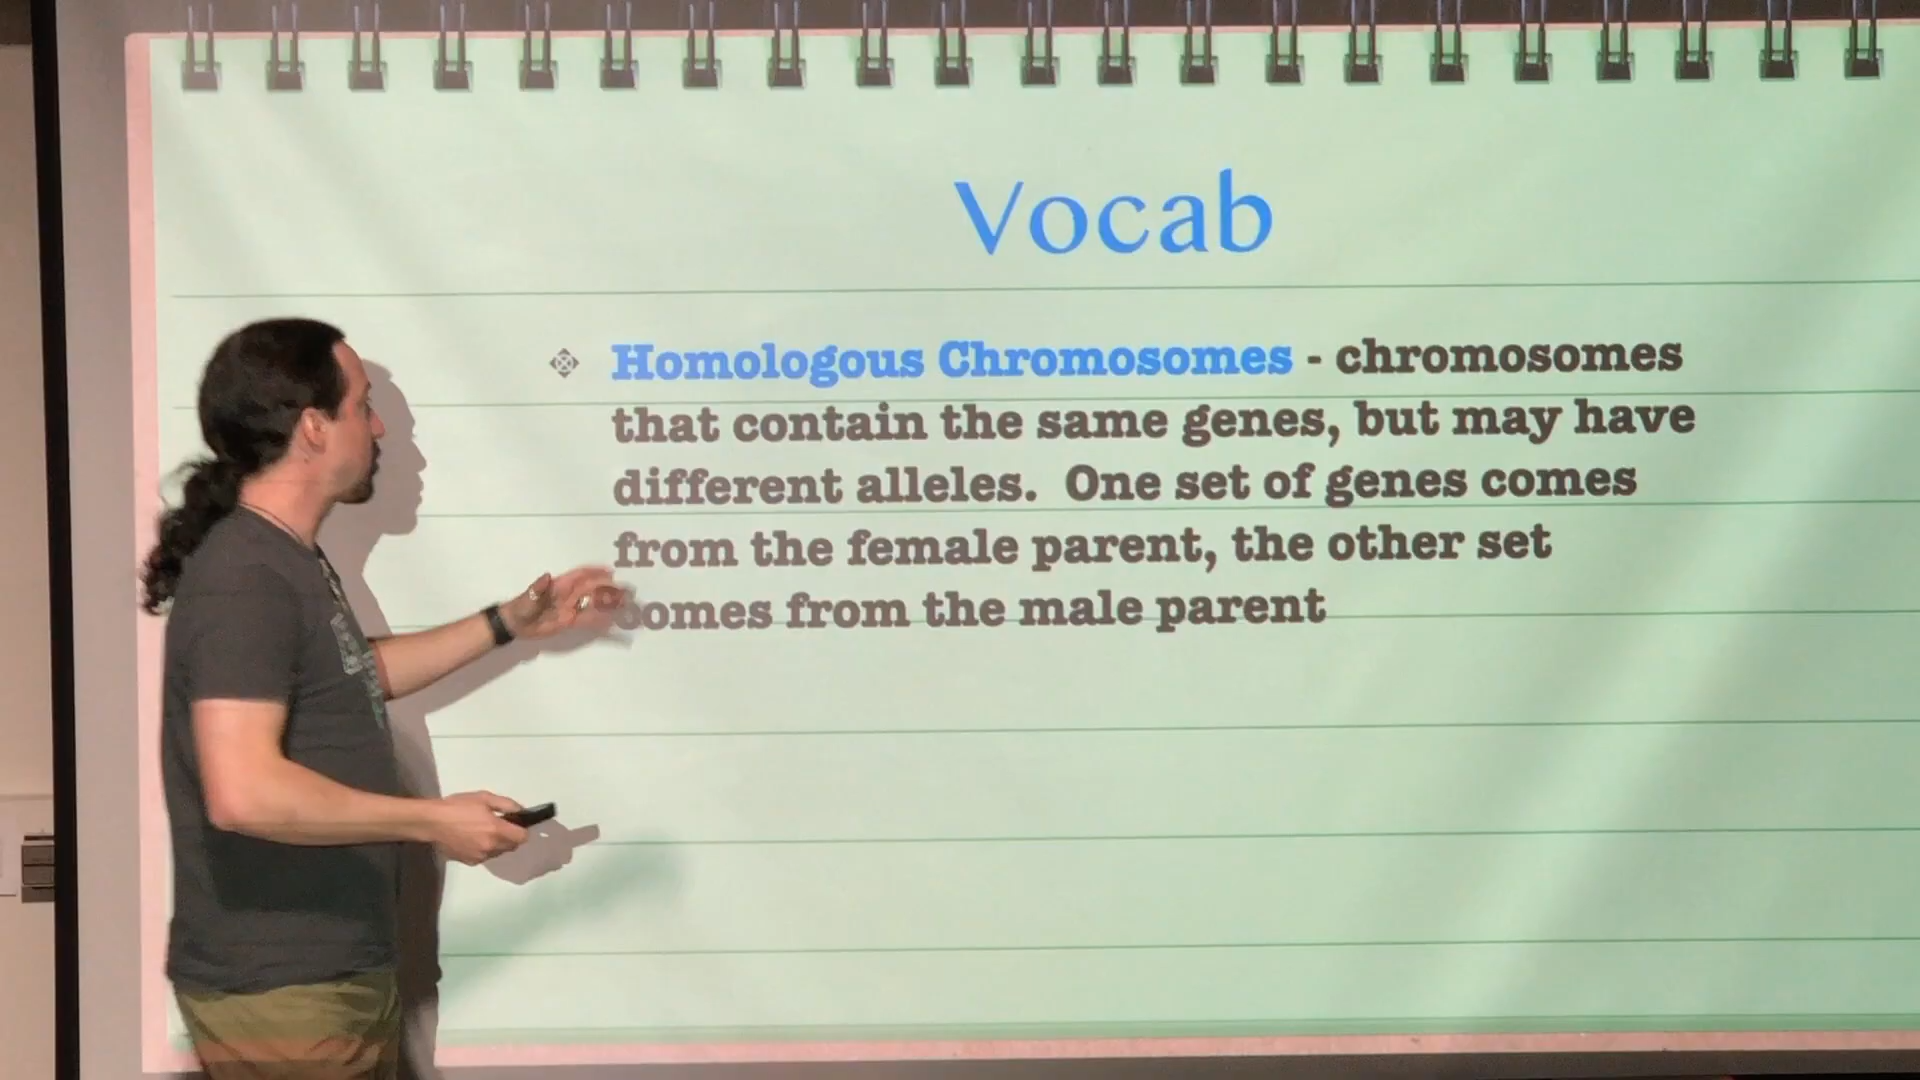 Vocab
Homologous Chromosomes - chromosomes
that contain the same genes, but may have
different alleles. One set of genes comes
from the female parent, the other set
comes from the male parent